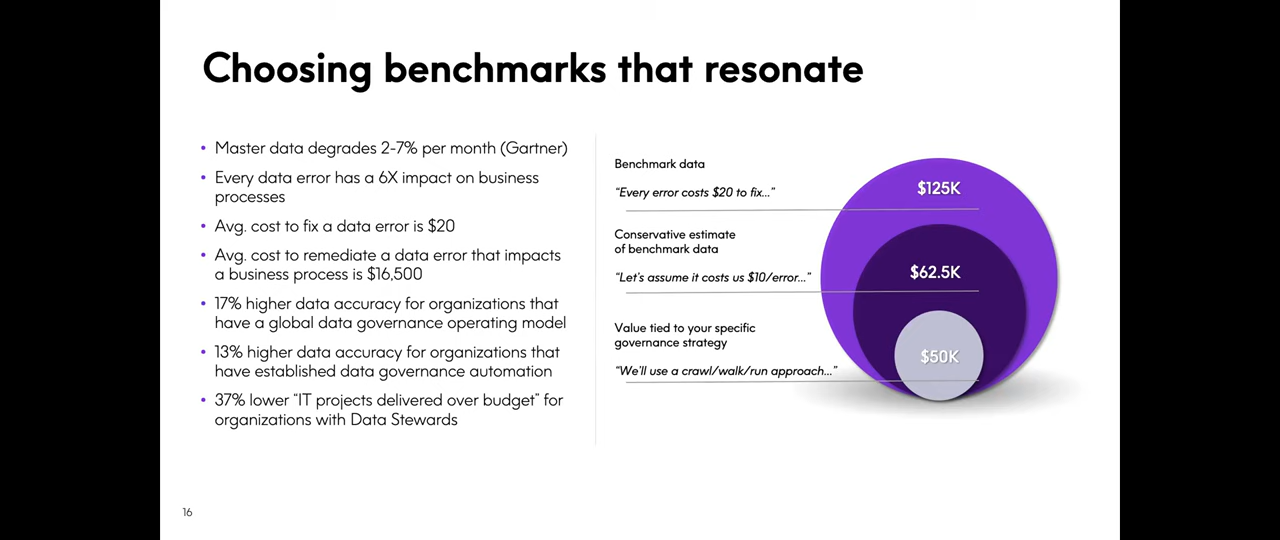 Choosing benchmarks that resonate
• Master data degrades 2-7% per month (Gartner)
• Every data error has a 6X impact on business
processes
• Avg. cost to fix a data error is $20
• Avg. cost to remediate a data error that impacts
a business process is $16,500
• 17% higher data accuracy for organizations that
have a global data governance operating model
• 13% higher data accuracy for organizations that
have established data governance automation
• 37% lower “IT projects delivered over budget” for
organizations with Data Stewards
Benchmark data
“Every error costs $20 to fix...”
$125K
Conservative estimate
of benchmark data
“Let’s assume it costs us $10/error...”
$62.5K
Value tied to your specific
governance strategy
“We’ll use a crawl/walk/run approach...”
$50K
16